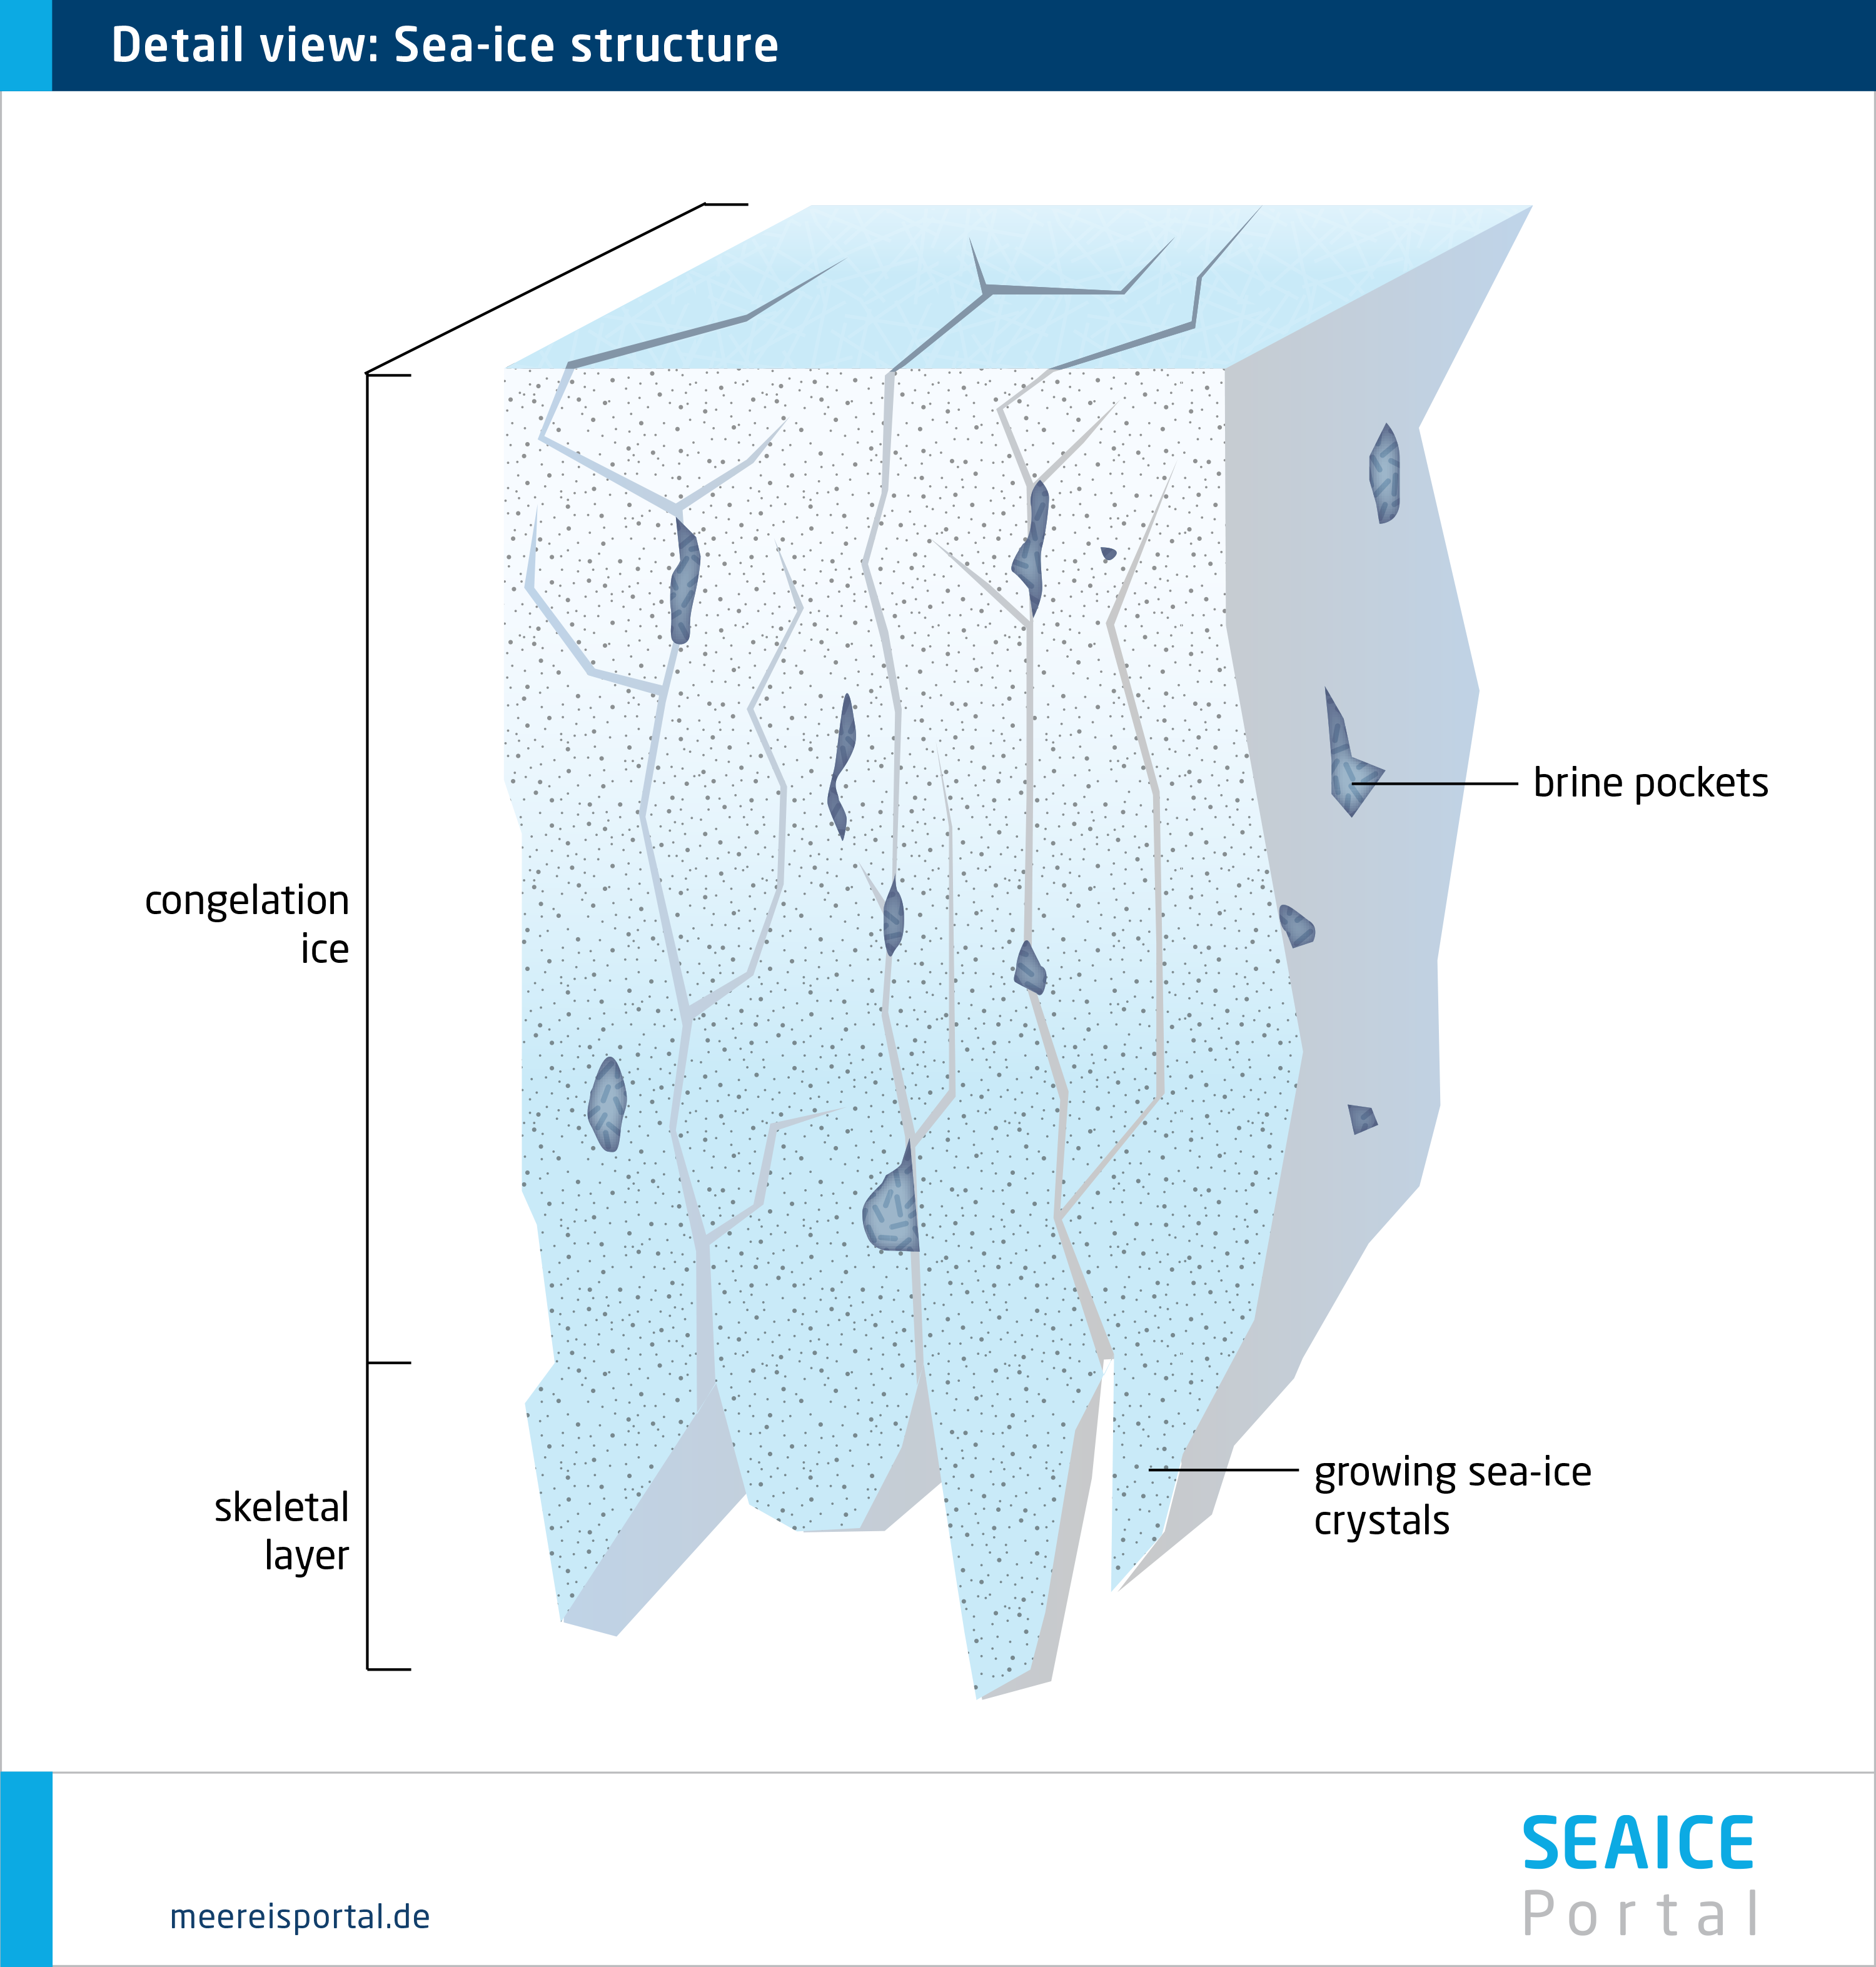 Detail view: Sea-ice structure
brine pockets
congelation
ice
growing sea-ice
crystals
skeletal
layer
SEAICE
Portal
meereisportal.de